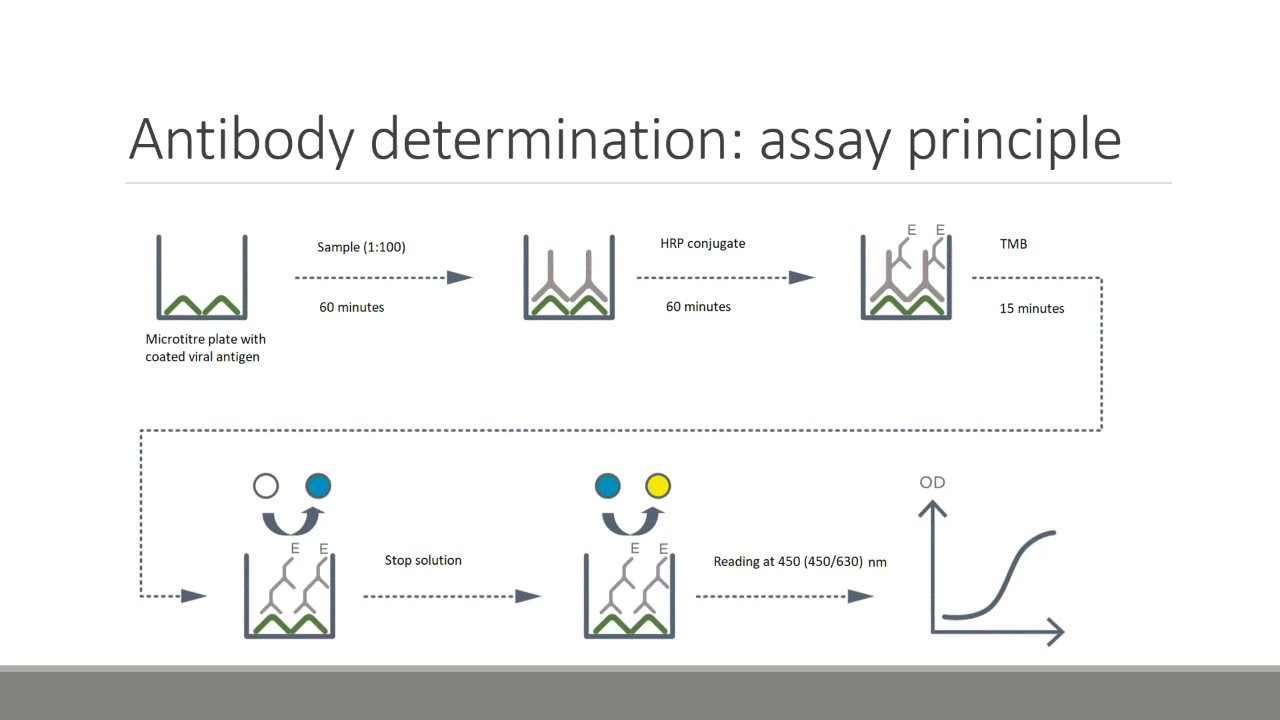 Antibody determination: assay principle
Sample (1:100)
60 minutes
HRP conjugate
60 minutes
E E
TMB
15 minutes
Microtitre plate with
coated viral antigen
E E
Stop solution
E E
Reading at 450 (450/630) nm
OD